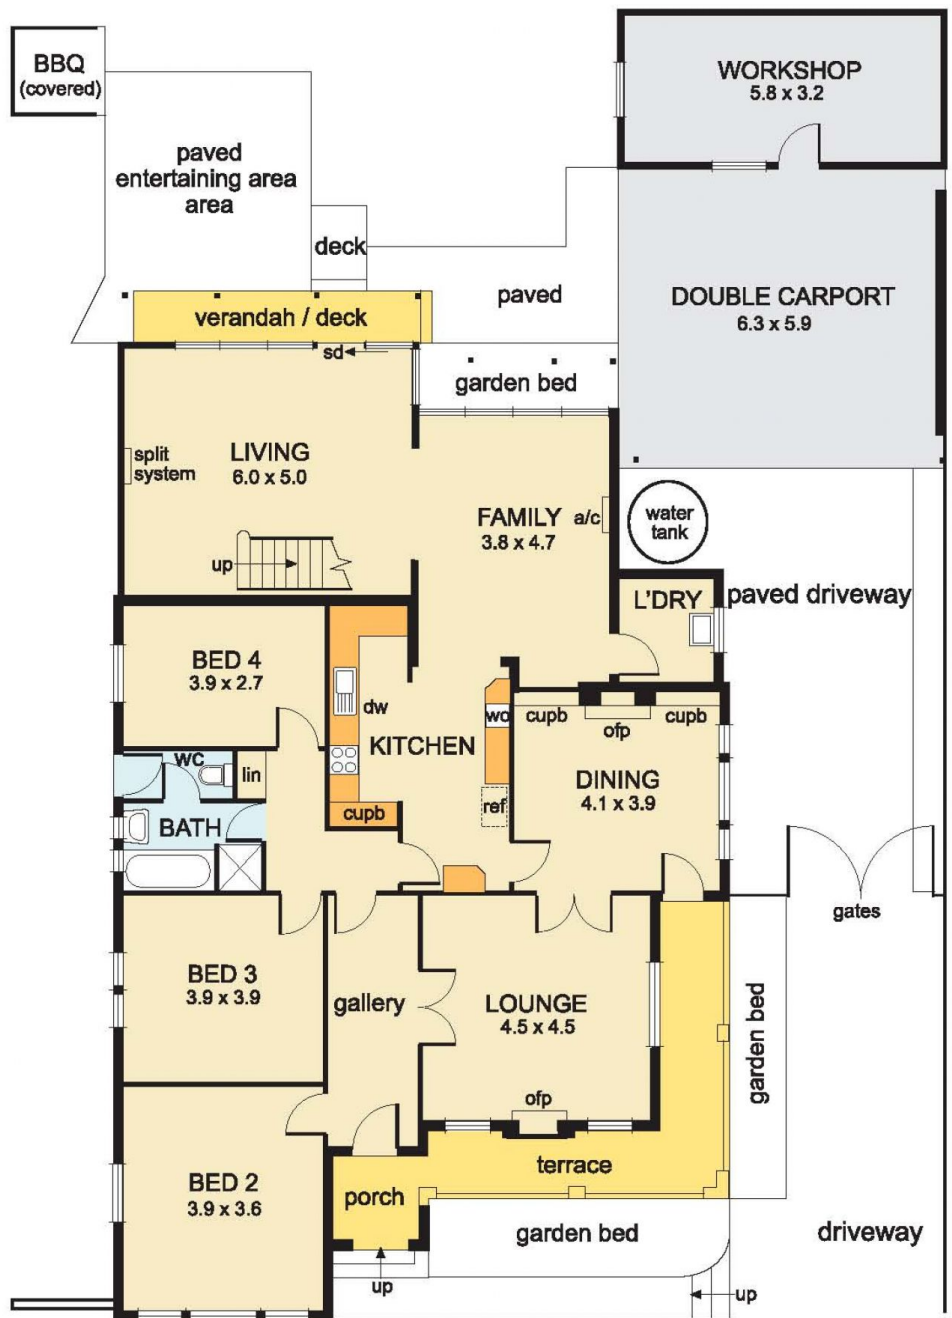 BBQ
(covered)
WORKSHOP
5.8 x 3.2
paved
entertaining area
area
deck
paved
DOUBLE CARPORT
6.3 x 5.9
verandah / deck
sd
garden bed
split
system
LIVING
6.0 x 5.0
FAMILY
3.8 x 4.7
a/c
water
tank
up
L'DRY
paved driveway
BED 4
3.9 x 2.7
dw
KITCHEN
wo
cupb
ofp
cupb
wc
lin
DINING
4.1 x 3.9
BATH
cupb
ref
gates
BED 3
3.9 x 3.9
gallery
LOUNGE
4.5 x 4.5
garden bed
ofp
BED 2
3.9 x 3.6
porch
terrace
garden bed
driveway
up
up